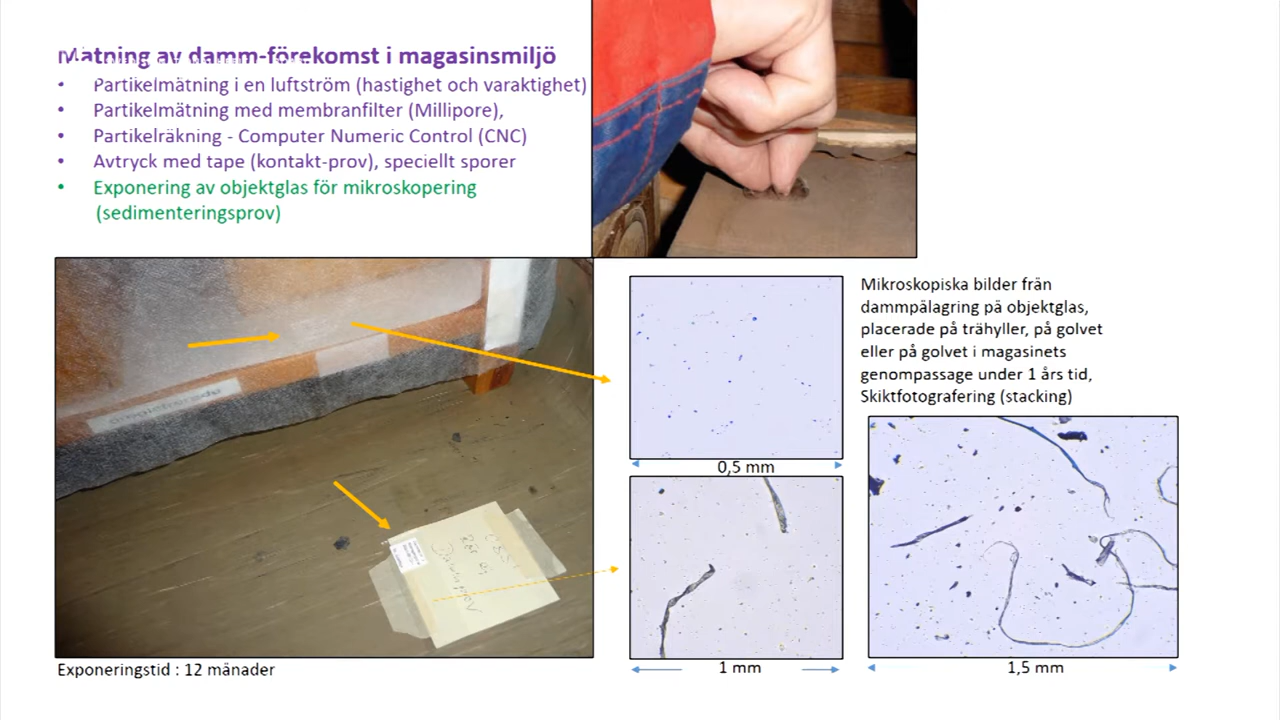 Mätning av damm-förekomst i magasinsmiljö
• Partikelmätning i en luftström (hastighet och varaktighet)
• Partikelmätning med membranfilter (Millipore),
• Partikelräkning - Computer Numeric Control (CNC)
• Avtryck med tape (kontakt-prov), speciellt sporer
• Exponering av objektglas för mikroskopering
(sedimenteringsprov)
Mikroskopiska bilder från
dammpålagring på objektglas,
placerade på trähyller, på golvet
eller på golvet i magasinets
genompassage under 1 års tid,
Skiktfotografering (stacking)
0,5 mm
1 mm
1,5 mm
Exponeringstid : 12 månader